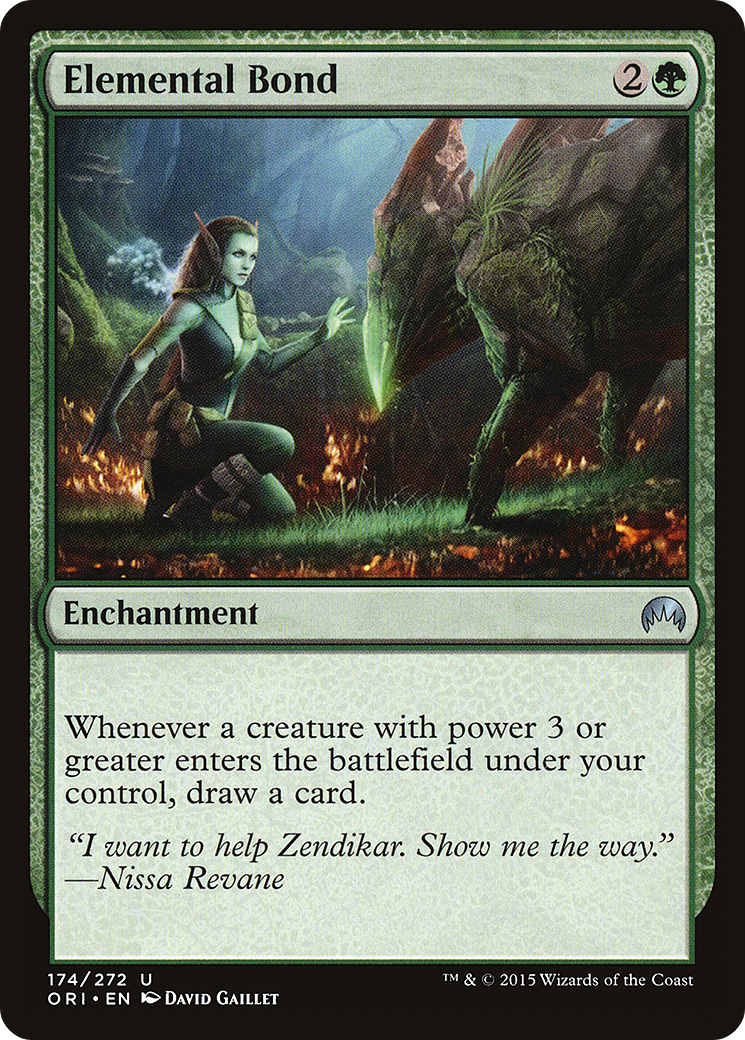 Elemental Bond 2
Enchantment
Whenever a creature with power 3 or
greater enters the battlefield under your
control, draw a card.
“I want to help Zendikar. Show me the way.”
—Nissa Revane
174/272 U
ORI • EN DAVID GAILLET
™ & © 2015 Wizards of the Coast